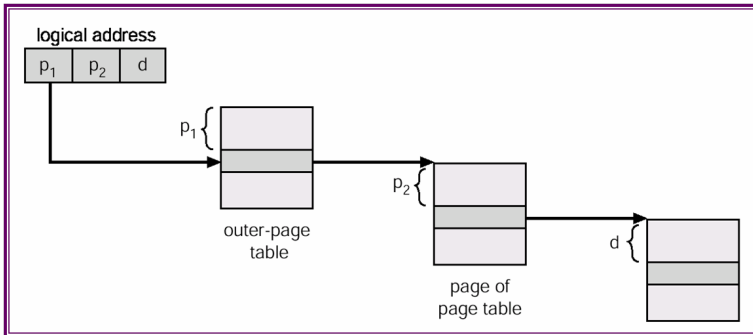 logical address
p₁ p₂ d
p₁
outer-page
table
p₂
page of
page table
d